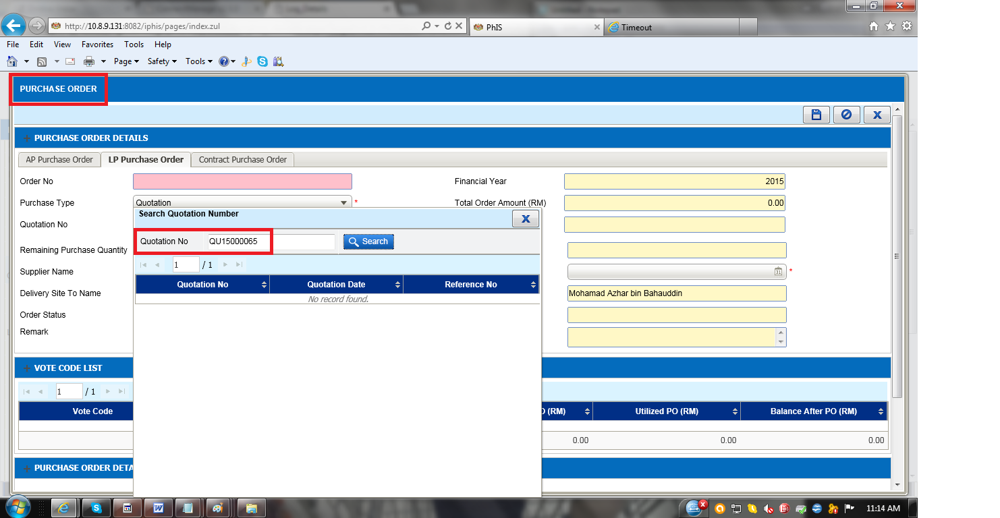 http://10.8.9.131:8082/iphis/pages/index.zul PhIS Timeout
File Edit View Favorites Tools Help
Page Safety Tools
PURCHASE ORDER
PURCHASE ORDER DETAILS
AP Purchase Order LP Purchase Order Contract Purchase Order
Order No Financial Year 2015
Purchase Type Quotation * Total Order Amount (RM) 0.00
Search Quotation Number
Quotation No
Quotation No QU15000065 Search
Remaining Purchase Quantity
1 / 1
Supplier Name 31 *
Quotation No Quotation Date Reference No
Delivery Site To Name Mohamad Azhar bin Bahauddin
No record found.
Order Status
Remark
VOTE CODE LIST
1 / 1
Vote Code (RM) Utilized PO (RM) Balance After PO (RM)
0.00 0.00 0.00
PURCHASE ORDER DETA
11:14 AM